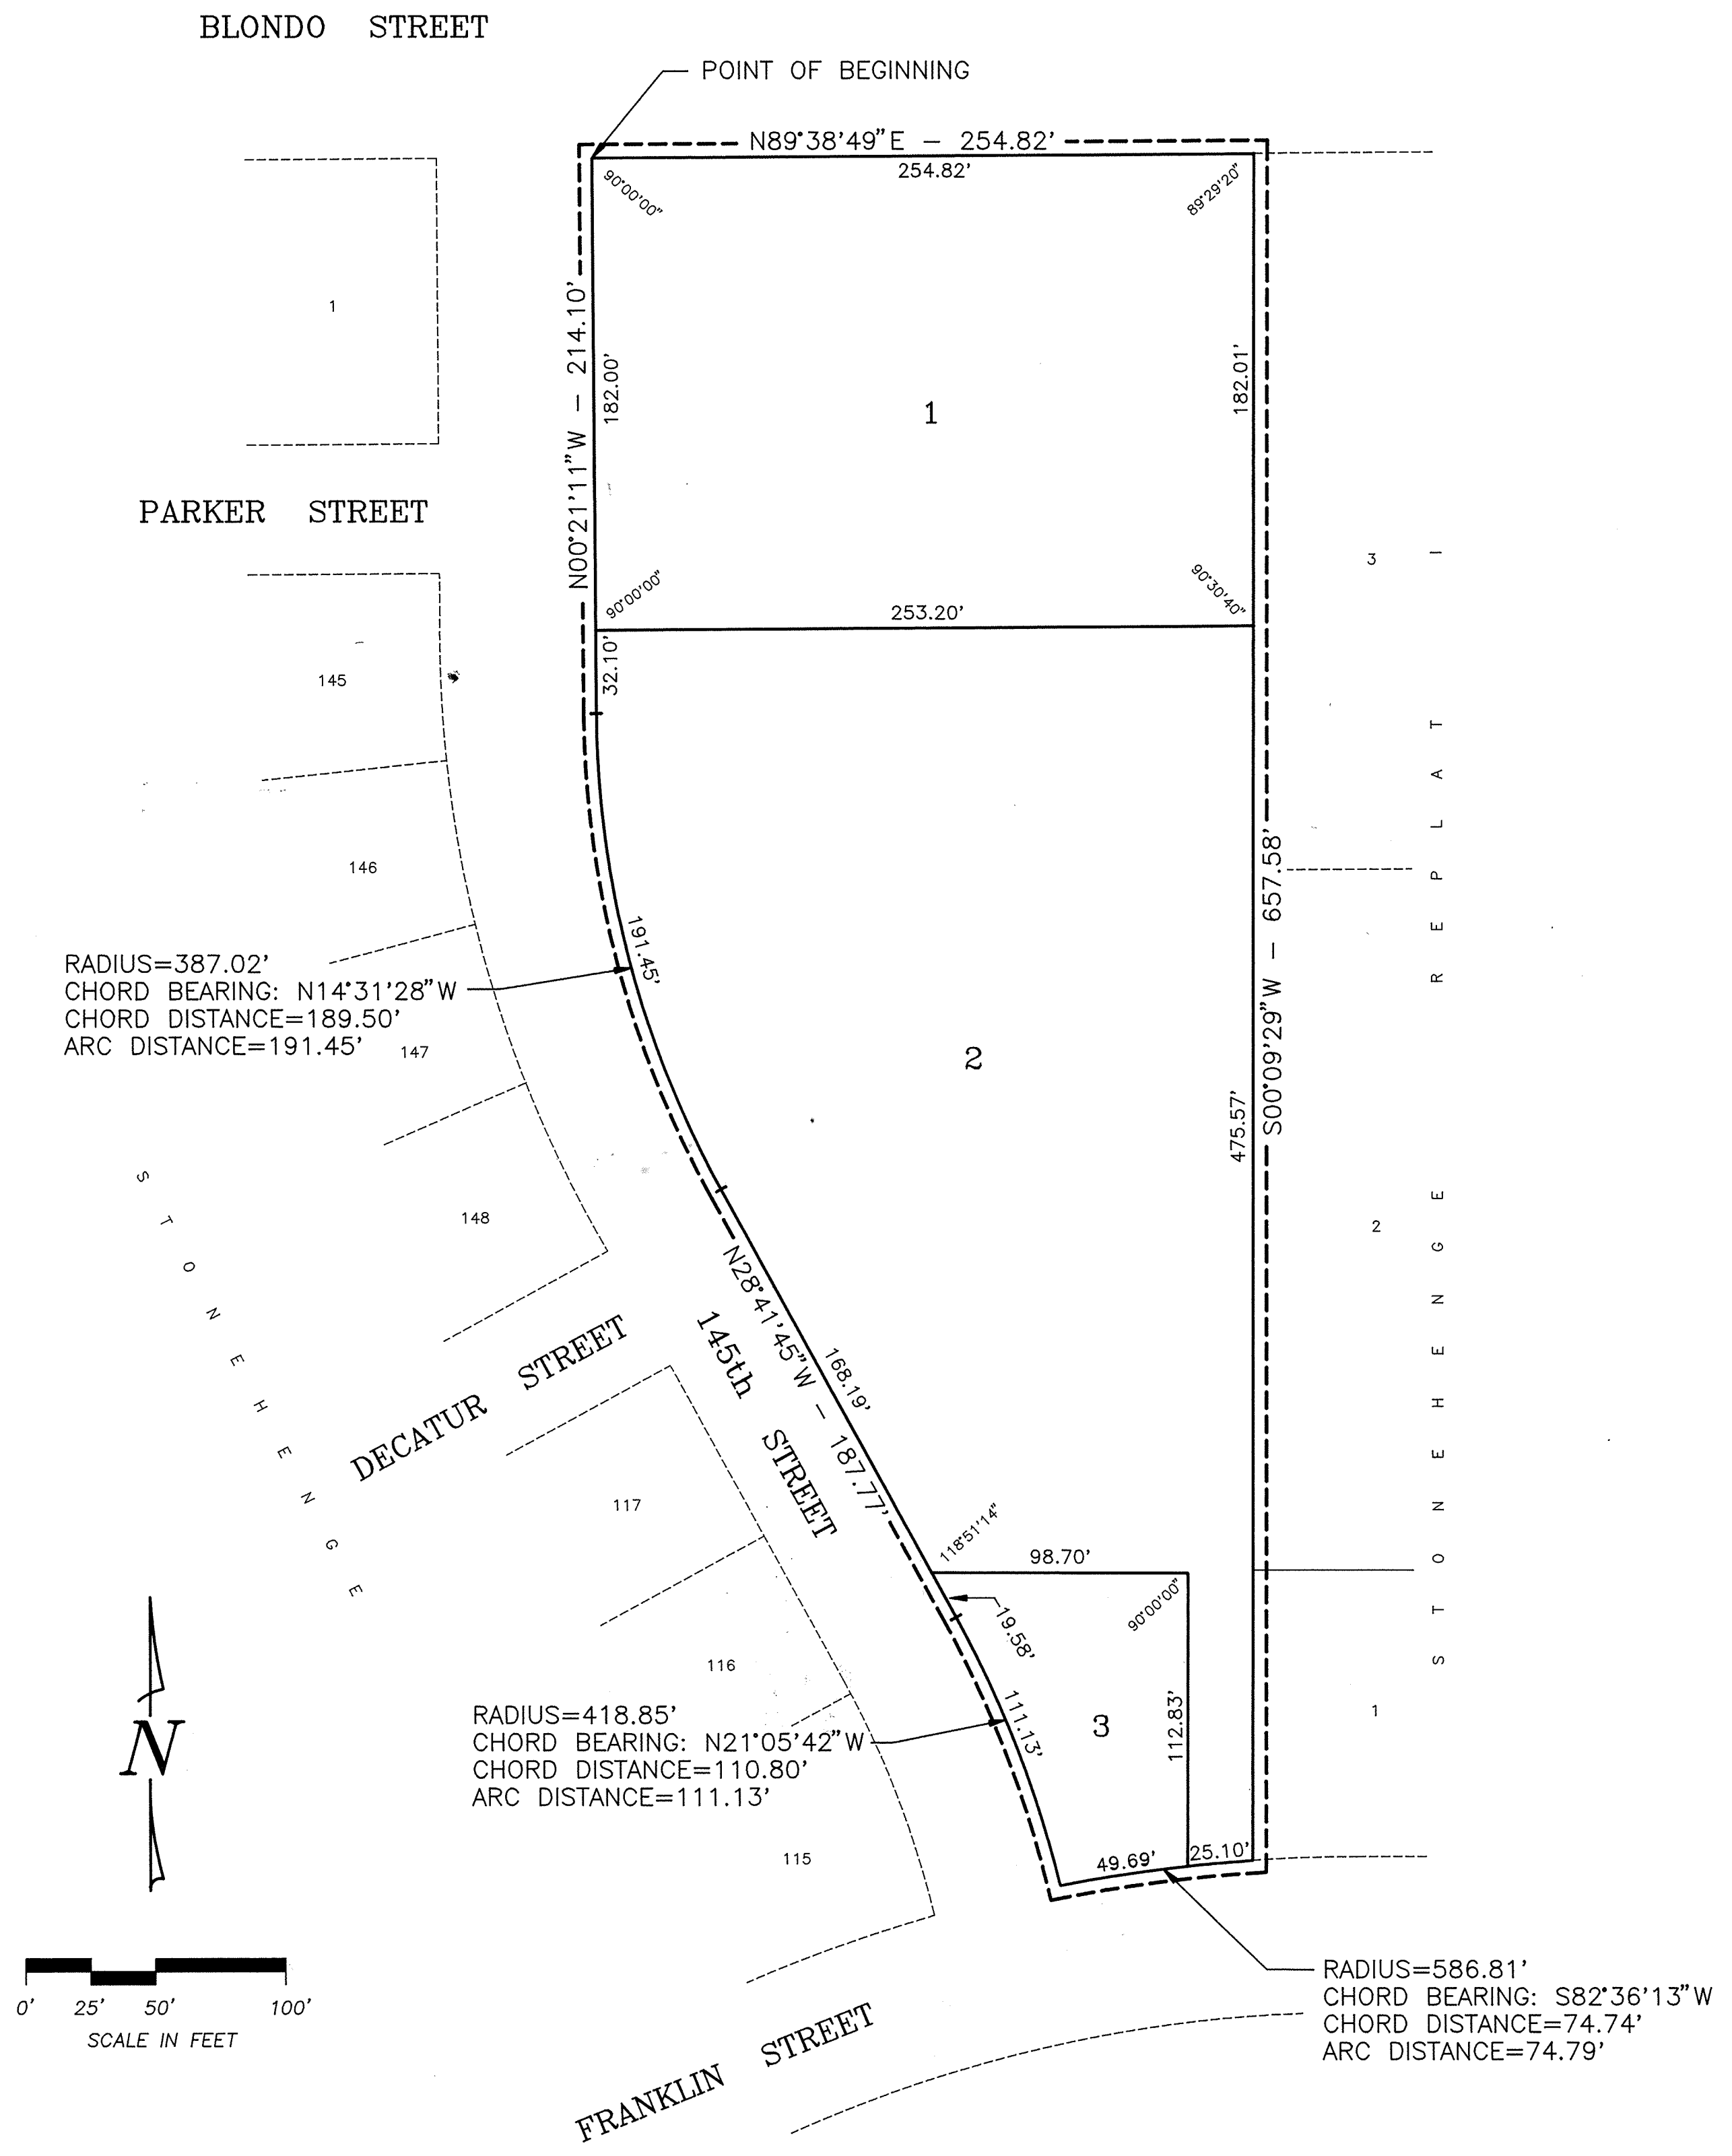 BLONDO STREET
POINT OF BEGINNING
N89°38'49"E – 254.82'
254.82'
90°00'00"
89°29'20"
1
N00°21'11"W – 214.10'
182.00'
182.01'
1
PARKER STREET
90°00'00"
90°30'40"
253.20'
3
32.10'
145
146
191.45'
RADIUS=387.02'
CHORD BEARING: N14°31'28"W
CHORD DISTANCE=189.50'
ARC DISTANCE=191.45'
147
2
S00°09'29"W – 657.58'
475.57'
STONEHENGE REPLAT I
148
2
STONEHENGE
N28°41'45"W – 187.77'
168.19'
145th STREET
DECATUR STREET
117
118°51'14"
98.70'
90°00'00"
19.58'
116
111.13'
112.83'
3
1
RADIUS=418.85'
CHORD BEARING: N21°05'42"W
CHORD DISTANCE=110.80'
ARC DISTANCE=111.13'
N
115
49.69'
25.10'
RADIUS=586.81'
CHORD BEARING: S82°36'13"W
CHORD DISTANCE=74.74'
ARC DISTANCE=74.79'
0' 25' 50' 100'
SCALE IN FEET
FRANKLIN STREET